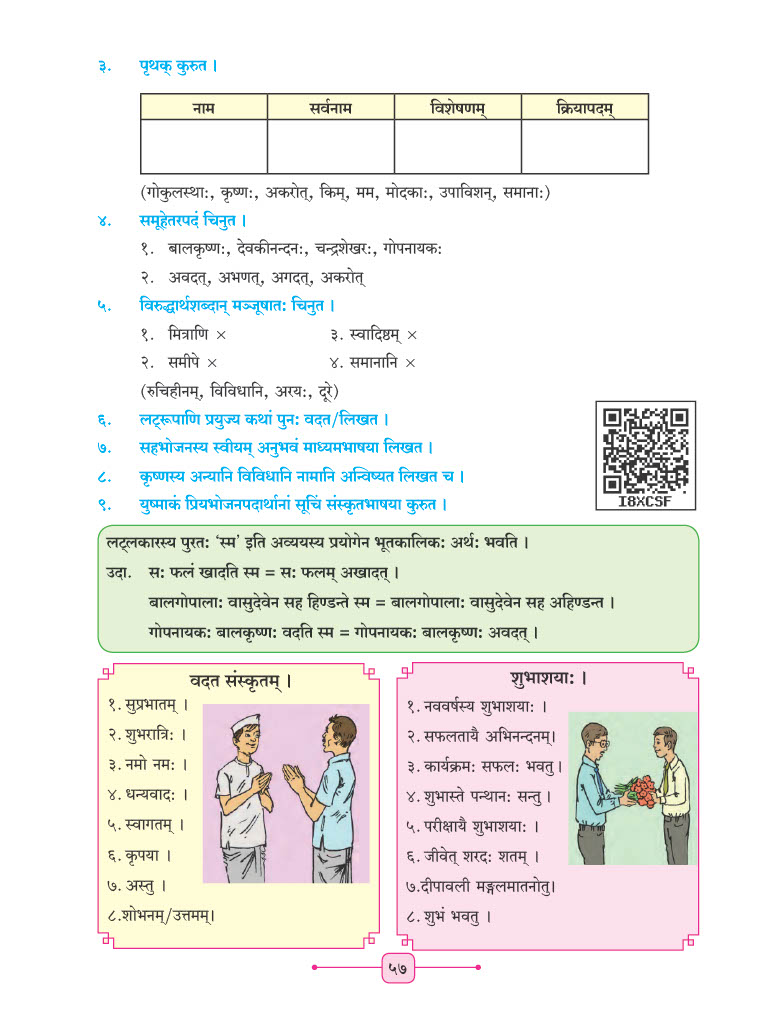 ३. पृथक् कुरुत ।
नाम सर्वनाम विशेषणम् क्रियापदम्
(गोकुलस्था:, कृष्ण:, अकरोत्, किम्, मम, मोदका:, उपाविशन्, समाना:)
४. समूहेतरपदं चिनुत ।
१. बालकृष्ण:, देवकीनन्दन:, चन्द्रशेखर:, गोपनायक:
२. अवदत्, अभणत्, अगदत्, अकरोत्
५. विरुद्धार्थशब्दान् मञ्जूषात: चिनुत ।
१. मित्राणि × ३. स्वादिष्ठम् ×
२. समीपे × ४. समानानि ×
(रुचिहीनम्, विविधानि, अरय:, दूरे)
६. लट्रूपाणि प्रयुज्य कथां पुन: वदत/लिखत ।
७. सहभोजनस्य स्वीयम् अनुभवं माध्यमभाषया लिखत ।
८. कृष्णस्य अन्यानि विविधानि नामानि अन्विष्यत लिखत च ।
९. युष्माकं प्रियभोजनपदार्थानां सूचिं संस्कृतभाषया कुरुत ।
I8XCSF
लट्लकारस्य पुरत: ‘स्म’ इति अव्ययस्य प्रयोगेन भूतकालिक: अर्थ: भवति ।
उदा. स: फलं खादति स्म = स: फलम् अखादत् ।
बालगोपाला: वासुदेवेन सह हिण्डन्ते स्म = बालगोपाला: वासुदेवेन सह अहिण्डन्त ।
गोपनायक: बालकृष्ण: वदति स्म = गोपनायक: बालकृष्ण: अवदत् ।
वदत संस्कृतम् ।
१. सुप्रभातम् ।
२. शुभरात्रि: ।
३. नमो नम: ।
४. धन्यवाद: ।
५. स्वागतम् ।
६. कृपया ।
७. अस्तु ।
८.शोभनम्/उत्तमम्।
शुभाशया: ।
१. नववर्षस्य शुभाशया: ।
२. सफलतायै अभिनन्दनम्।
३. कार्यक्रम: सफल: भवतु ।
४. शुभास्ते पन्थान: सन्तु ।
५. परीक्षायै शुभाशया: ।
६. जीवेत् शरद: शतम् ।
७.दीपावली मङ्गलमातनोतु।
८. शुभं भवतु ।
५७